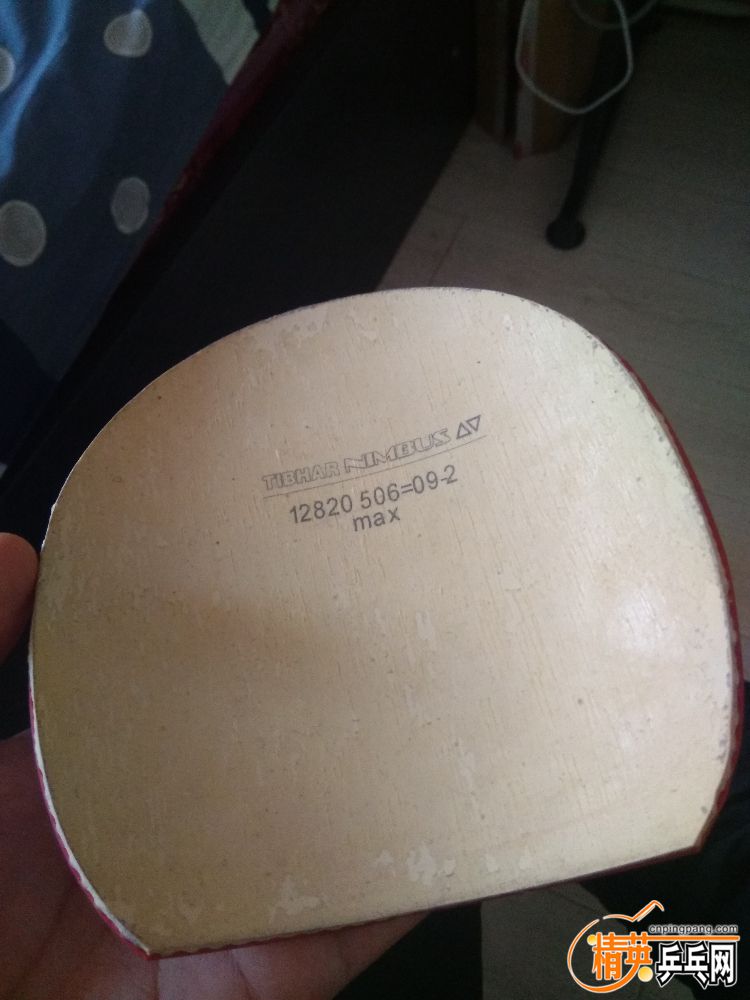 TIBHAR NIMBUS
12820 506=09-2
max
cnpingpang.com
精英乒乓网